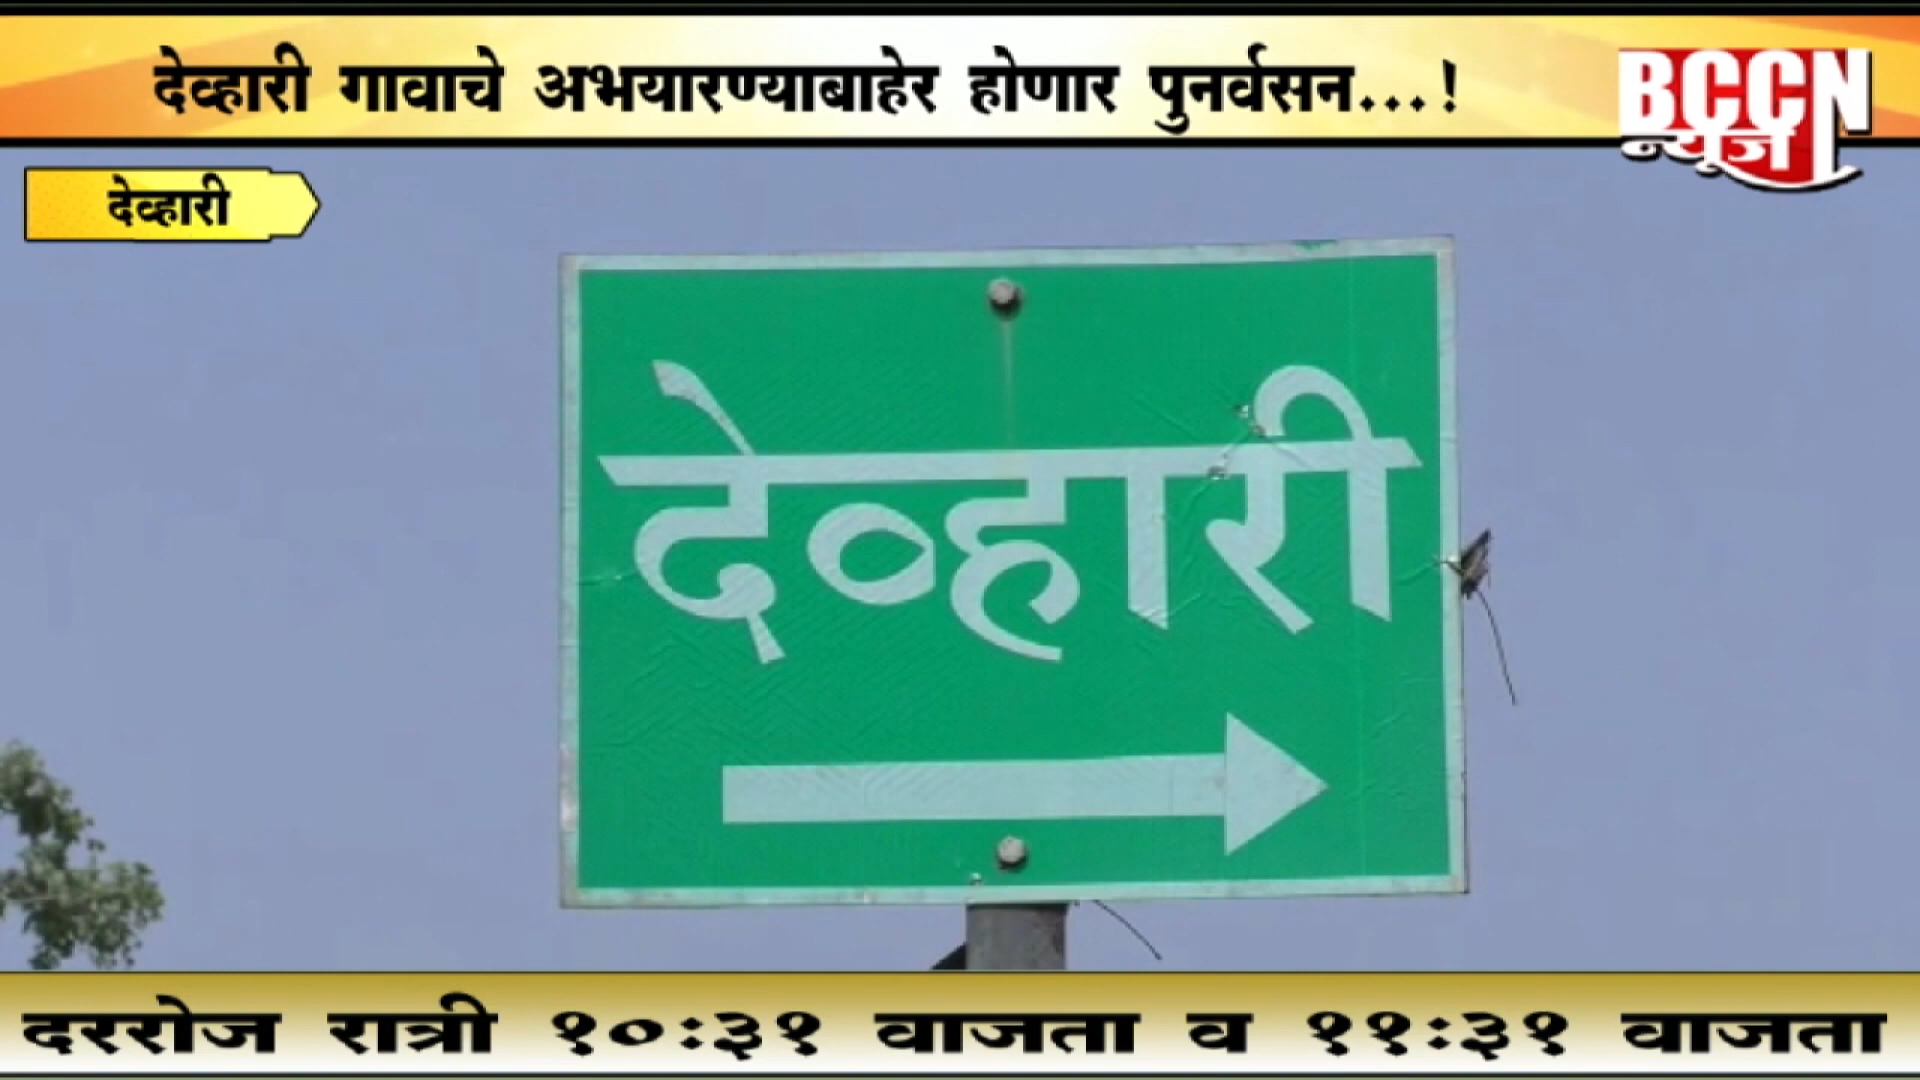 देव्हारी गावाचे अभयारण्याबाहेर होणार पुनर्वसन...!
BCCN
न्यूज
देव्हारी
देव्हारी
दररोज रात्री १०:३१ वाजता व ११:३१ वाजता